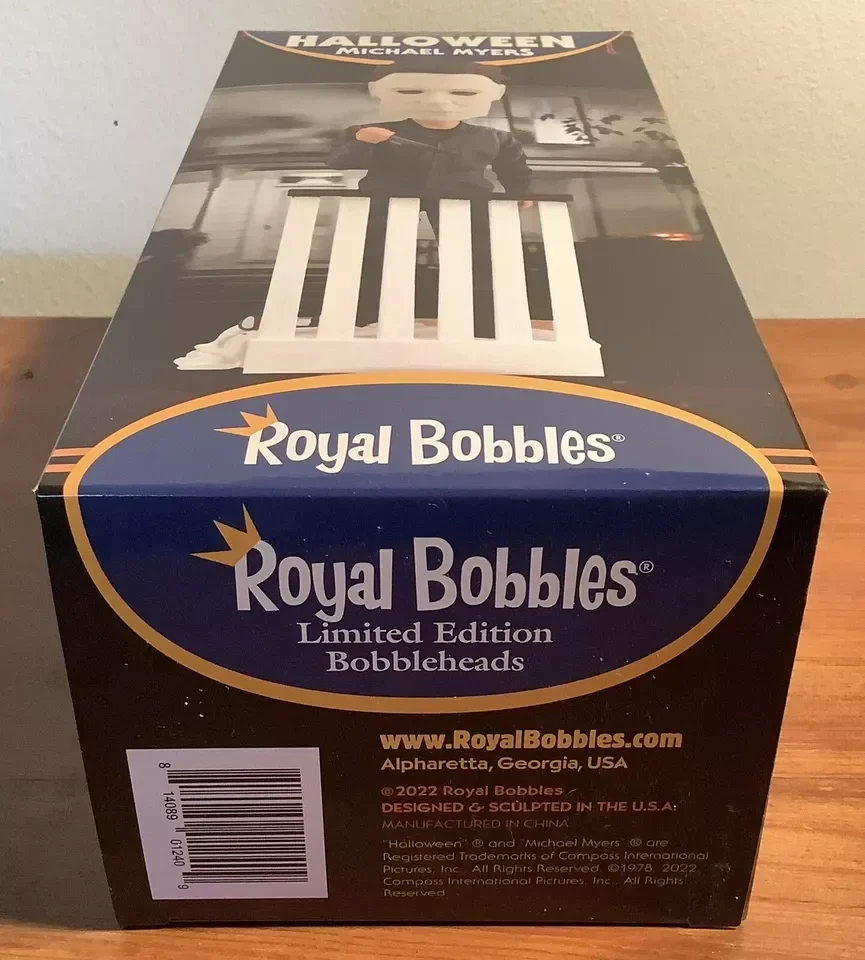 HALLOWEEN
MICHAEL MYERS
Royal Bobbles®
Royal Bobbles®
Limited Edition
Bobbleheads
www.RoyalBobbles.com
Alpharetta, Georgia, USA
©2022 Royal Bobbles
DESIGNED & SCULPTED IN THE U.S.A.
MANUFACTURED IN CHINA
"Halloween" ® and "Michael Myers" ® are
Registered Trademarks of Compass International
Pictures, Inc. All Rights Reserved. ©1978, 2022
Compass International Pictures, Inc. All Rights
Reserved.
8 14089 01240 9